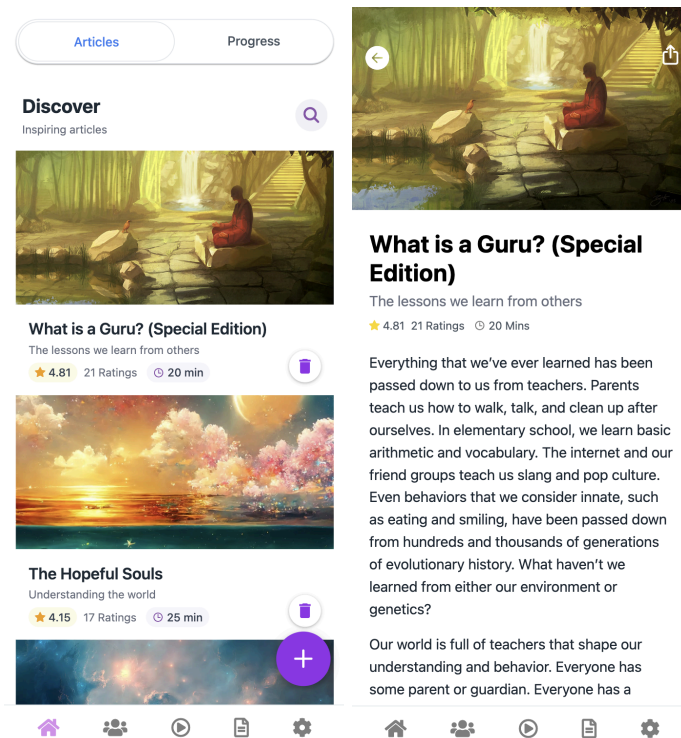 Articles
Progress
Discover
Inspiring articles
What is a Guru? (Special Edition)
The lessons we learn from others
4.81 21 Ratings 20 min
The Hopeful Souls
Understanding the world
4.15 17 Ratings 25 min
What is a Guru? (Special
Edition)
The lessons we learn from others
4.81 21 Ratings 20 Mins
Everything that we’ve ever learned has been
passed down to us from teachers. Parents
teach us how to walk, talk, and clean up after
ourselves. In elementary school, we learn basic
arithmetic and vocabulary. The internet and our
friend groups teach us slang and pop culture.
Even behaviors that we consider innate, such
as eating and smiling, have been passed down
from hundreds and thousands of generations
of evolutionary history. What haven’t we
learned from either our environment or
genetics?
Our world is full of teachers that shape our
understanding and behavior. Everyone has
some parent or guardian. Everyone has a